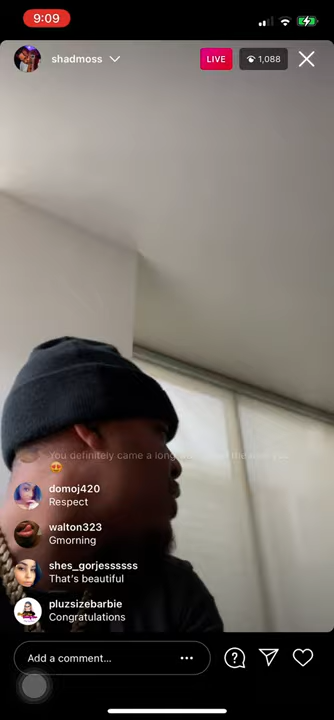 9:09
shadmoss
LIVE
1,088
You definitely came a long
domoj420
Respect
walton323
Gmorning
shes_gorjessssss
That's beautiful
pluzsizebarbie
Congratulations
Add a comment...